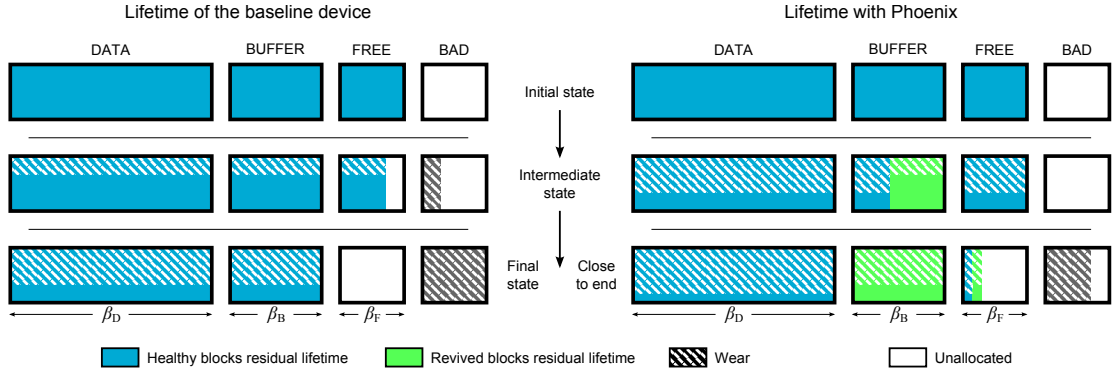 Lifetime of the baseline device
Lifetime with Phoenix
DATA BUFFER FREE BAD
DATA BUFFER FREE BAD
Initial state
Intermediate
state
Final
state
Close
to end
β_D β_B β_F
β_D β_B β_F
Healthy blocks residual lifetime Revived blocks residual lifetime Wear Unallocated